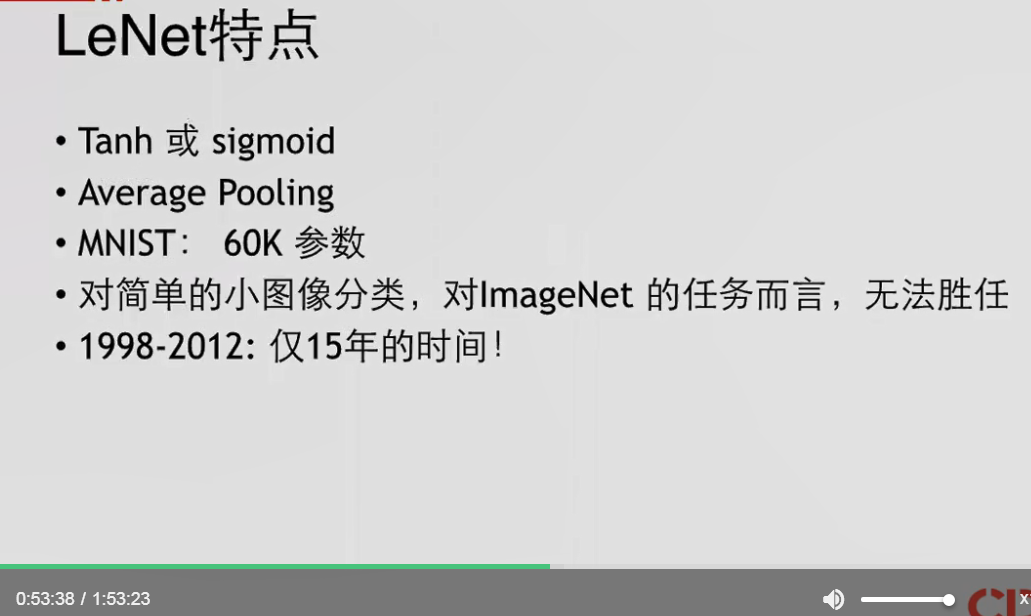 LeNet特点
• Tanh 或 sigmoid
• Average Pooling
• MNIST： 60K 参数
• 对简单的小图像分类，对ImageNet 的任务而言，无法胜任
• 1998-2012: 仅15年的时间！
0:53:38 / 1:53:23
x